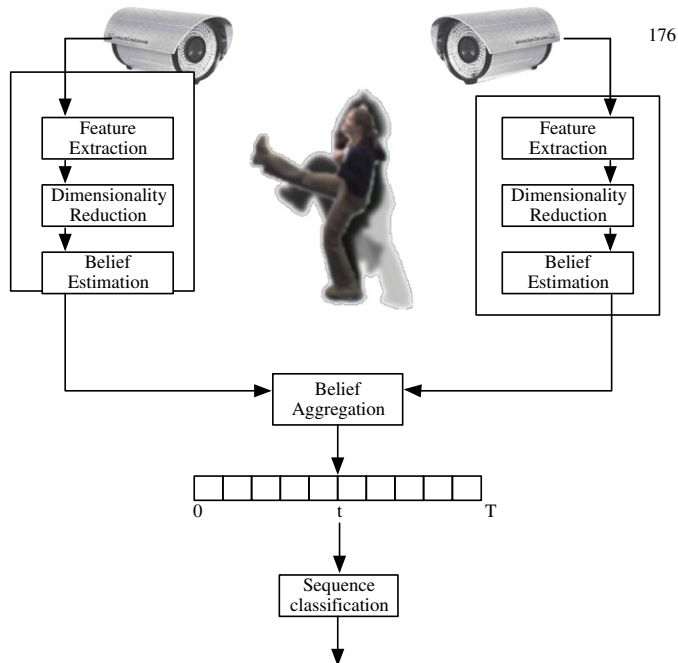 176
Feature
Extraction
Dimensionality
Reduction
Belief
Estimation
Feature
Extraction
Dimensionality
Reduction
Belief
Estimation
Belief
Aggregation
0 t T
Sequence
classification